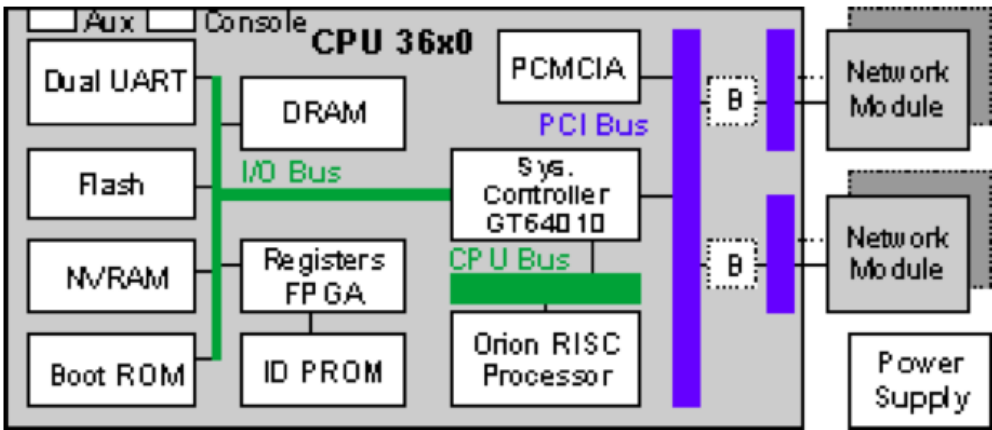 Aux
Console
CPU 36x0
Dual UART
DRAM
PCMCIA
PCI Bus
B
Network
Module
Flash
I/O Bus
Sys.
Controller
GT64010
NVRAM
Registers
FPGA
CPU Bus
B
Network
Module
Boot ROM
ID PROM
Orion RISC
Processor
Power
Supply